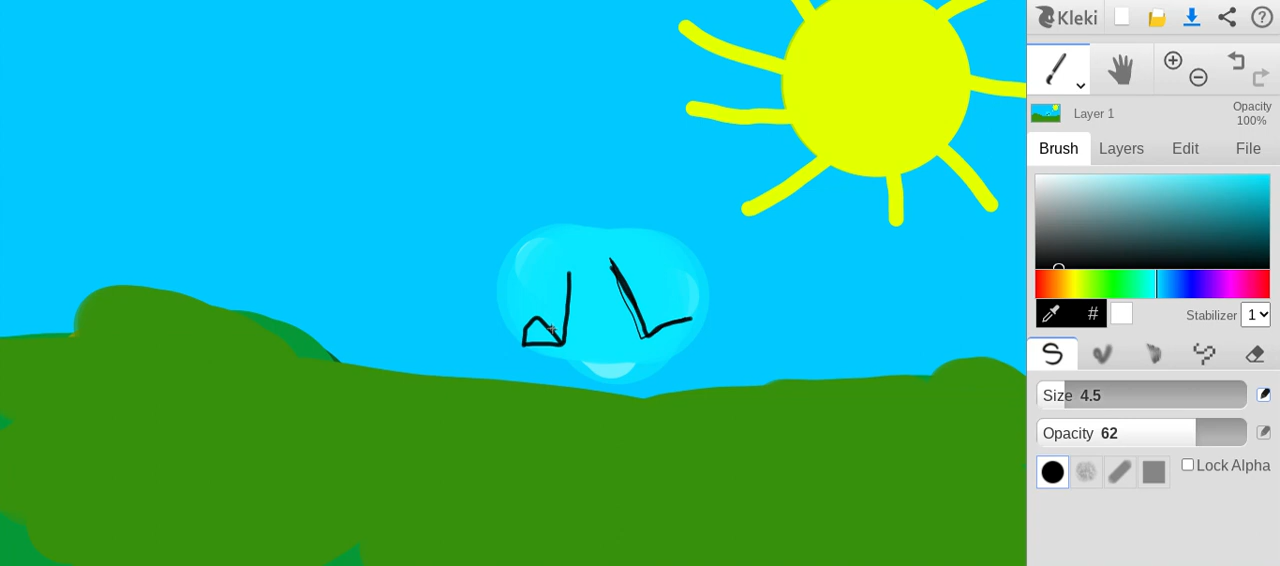 Kleki
Layer 1
Opacity
100%
Brush Layers Edit File
# Stabilizer 1
Size 4.5
Opacity 62
Lock Alpha